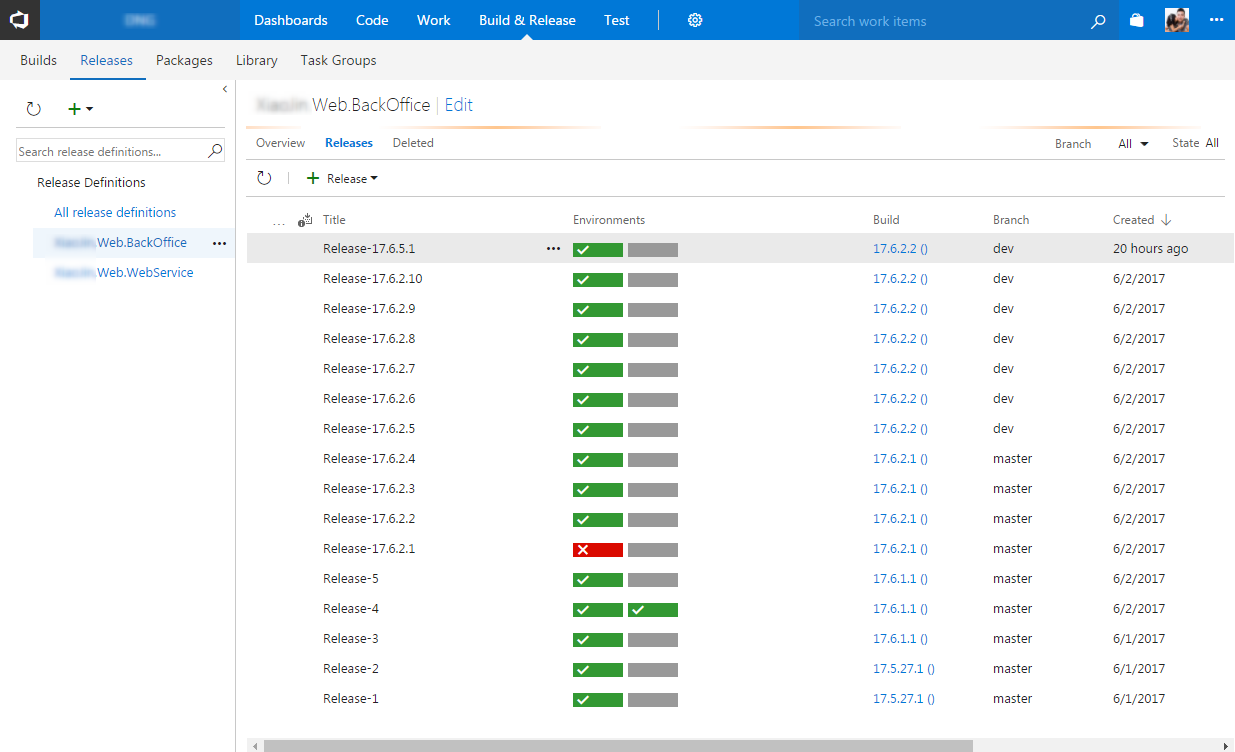 Dashboards Code Work Build & Release Test Search work items
Builds Releases Packages Library Task Groups
Search release definitions...
Release Definitions
All release definitions
Web.BackOffice
Web.WebService
Web.BackOffice | Edit
Overview Releases Deleted Branch All State All
Release
... Title Environments Build Branch Created
Release-17.6.5.1 ... 17.6.2.2 () dev 20 hours ago
Release-17.6.2.10 17.6.2.2 () dev 6/2/2017
Release-17.6.2.9 17.6.2.2 () dev 6/2/2017
Release-17.6.2.8 17.6.2.2 () dev 6/2/2017
Release-17.6.2.7 17.6.2.2 () dev 6/2/2017
Release-17.6.2.6 17.6.2.2 () dev 6/2/2017
Release-17.6.2.5 17.6.2.2 () dev 6/2/2017
Release-17.6.2.4 17.6.2.1 () master 6/2/2017
Release-17.6.2.3 17.6.2.1 () master 6/2/2017
Release-17.6.2.2 17.6.2.1 () master 6/2/2017
Release-17.6.2.1 17.6.2.1 () master 6/2/2017
Release-5 17.6.1.1 () master 6/2/2017
Release-4 17.6.1.1 () master 6/2/2017
Release-3 17.6.1.1 () master 6/1/2017
Release-2 17.5.27.1 () master 6/1/2017
Release-1 17.5.27.1 () master 6/1/2017